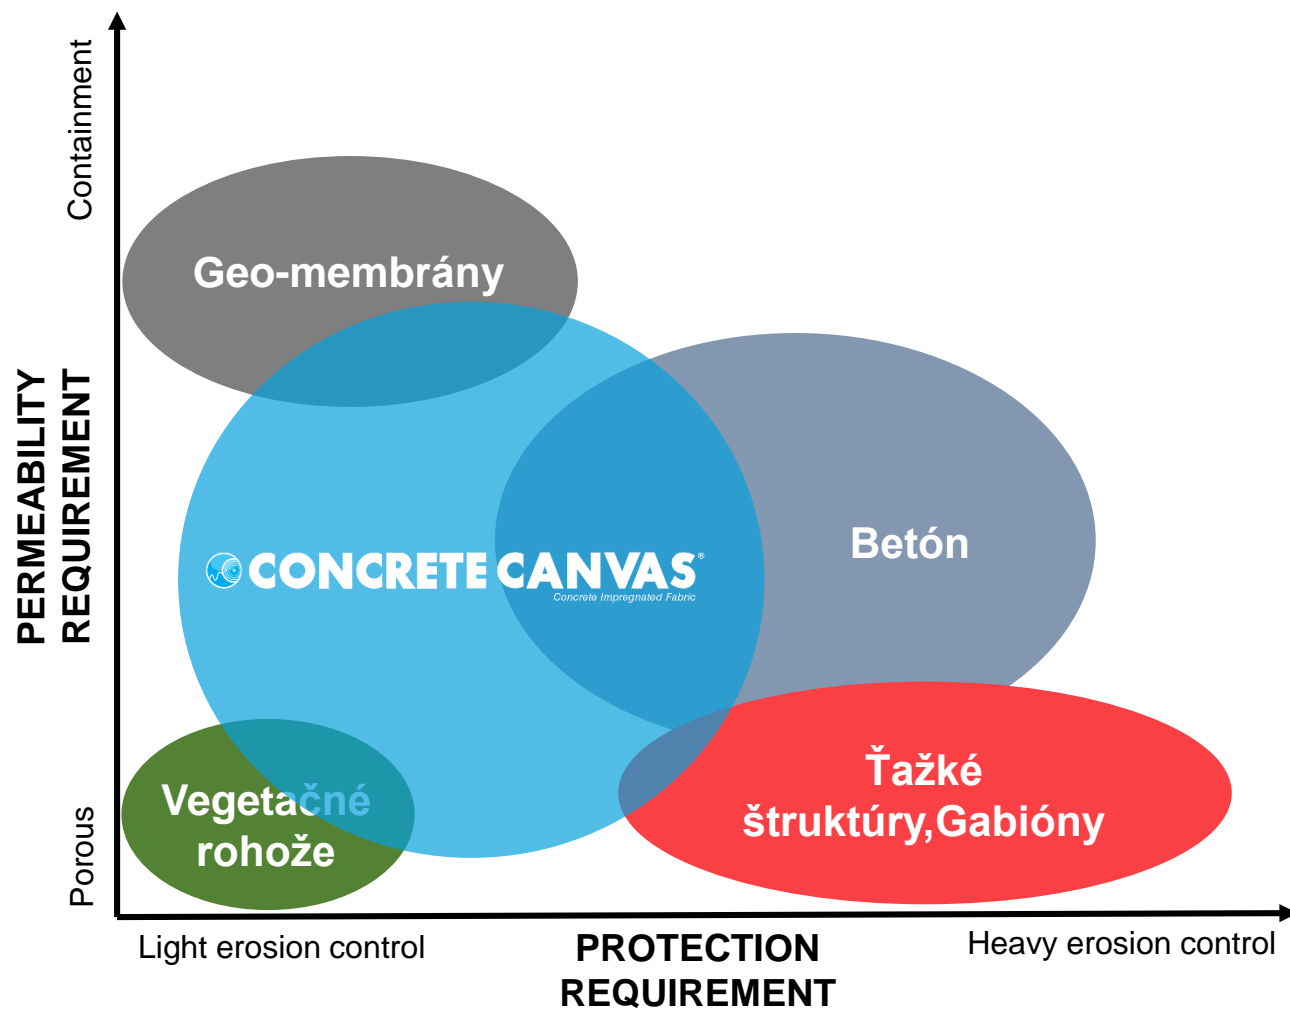 Containment
Geo-membrány
PERMEABILITY
REQUIREMENT
Betón
CONCRETE CANVAS®
Concrete Impregnated Fabric
Ťažké
štruktúry,Gabióny
Vegetačné
rohože
Porous
Light erosion control
PROTECTION
REQUIREMENT
Heavy erosion control